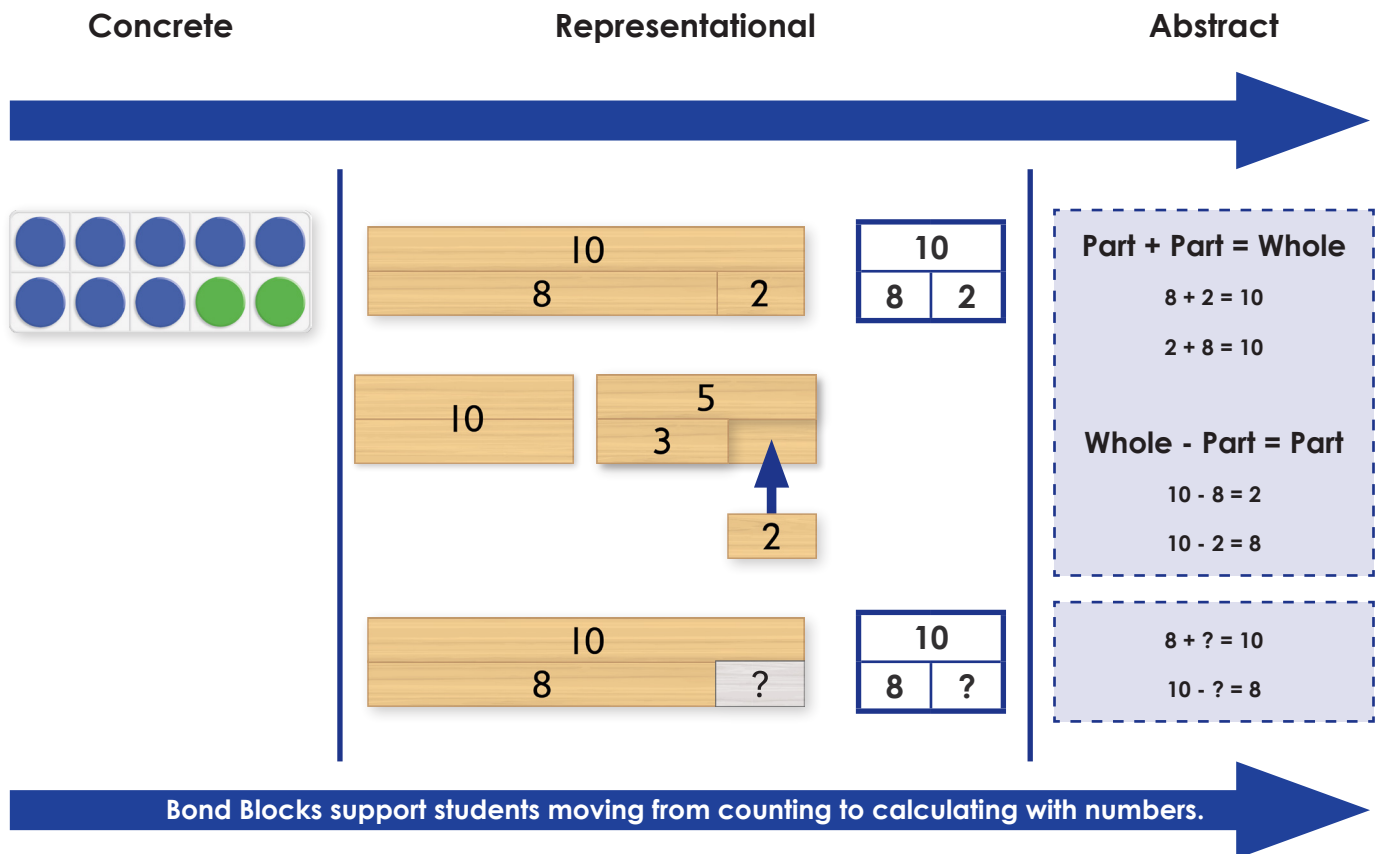 Concrete
Representational
Abstract
10
8 2
10
8 2
10
5
3
2
10
8 ?
10
8 ?
Part + Part = Whole
8 + 2 = 10
2 + 8 = 10
Whole - Part = Part
10 - 8 = 2
10 - 2 = 8
8 + ? = 10
10 - ? = 8
Bond Blocks support students moving from counting to calculating with numbers.